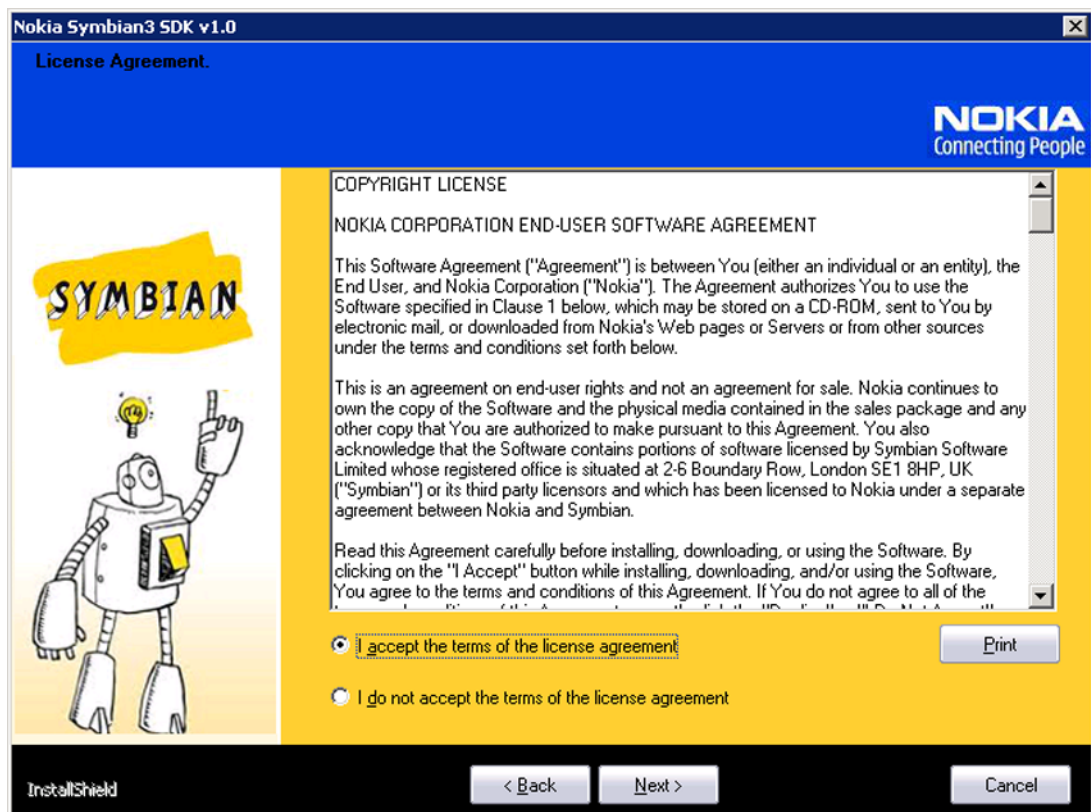 Nokia Symbian3 SDK v1.0
License Agreement.
NOKIA
Connecting People
SYMBIAN
COPYRIGHT LICENSE
NOKIA CORPORATION END-USER SOFTWARE AGREEMENT
This Software Agreement ("Agreement") is between You (either an individual or an entity), the
End User, and Nokia Corporation ("Nokia"). The Agreement authorizes You to use the
Software specified in Clause 1 below, which may be stored on a CD-ROM, sent to You by
electronic mail, or downloaded from Nokia's Web pages or Servers or from other sources
under the terms and conditions set forth below.
This is an agreement on end-user rights and not an agreement for sale. Nokia continues to
own the copy of the Software and the physical media contained in the sales package and any
other copy that You are authorized to make pursuant to this Agreement. You also
acknowledge that the Software contains portions of software licensed by Symbian Software
Limited whose registered office is situated at 2-6 Boundary Row, London SE1 8HP, UK
("Symbian") or its third party licensors and which has been licensed to Nokia under a separate
agreement between Nokia and Symbian.
Read this Agreement carefully before installing, downloading, or using the Software. By
clicking on the "I Accept" button while installing, downloading, and/or using the Software,
You agree to the terms and conditions of this Agreement. If You do not agree to all of the
I accept the terms of the license agreement
Print
I do not accept the terms of the license agreement
InstallShield
< Back
Next >
Cancel